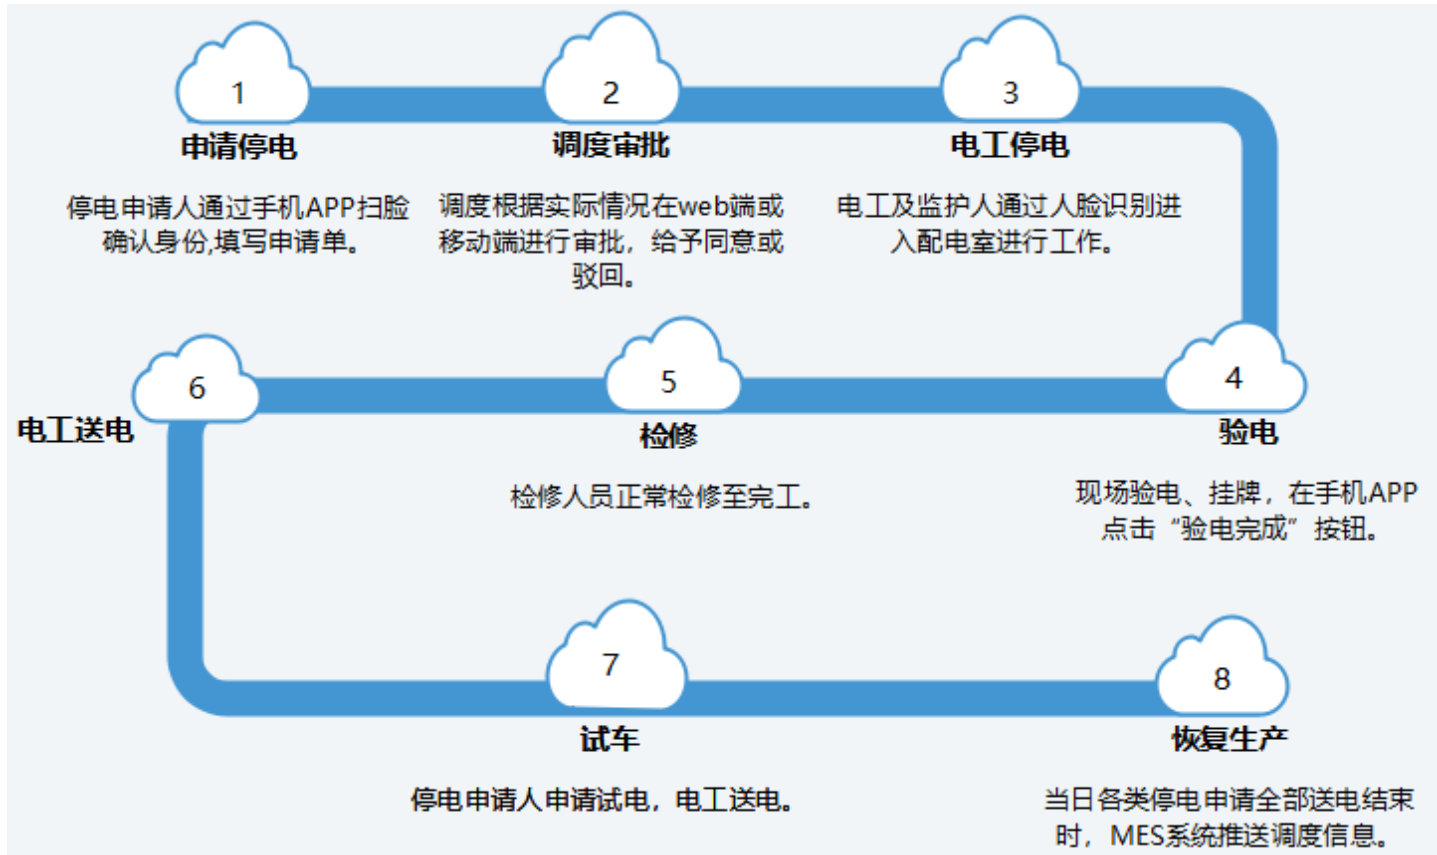 1
申请停电
停电申请人通过手机APP扫脸
确认身份,填写申请单。
2
调度审批
调度根据实际情况在web端或
移动端进行审批，给予同意或
驳回。
3
电工停电
电工及监护人通过人脸识别进
入配电室进行工作。
4
验电
现场验电、挂牌，在手机APP
点击“验电完成”按钮。
5
检修
检修人员正常检修至完工。
6
电工送电
7
试车
停电申请人申请试电，电工送电。
8
恢复生产
当日各类停电申请全部送电结束
时，MES系统推送调度信息。